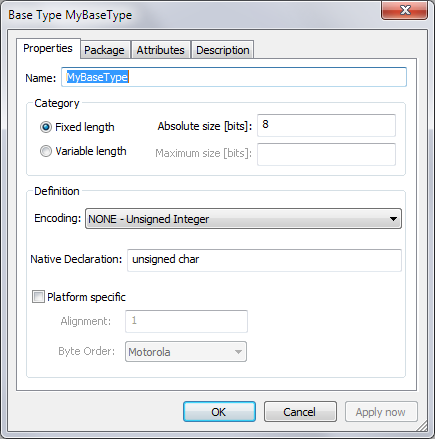 Base Type MyBaseType
Properties Package Attributes Description
Name: MyBaseType
Category
Fixed length Absolute size [bits]: 8
Variable length Maximum size [bits]:
Definition
Encoding: NONE - Unsigned Integer
Native Declaration: unsigned char
Platform specific
Alignment: 1
Byte Order: Motorola
OK Cancel Apply now